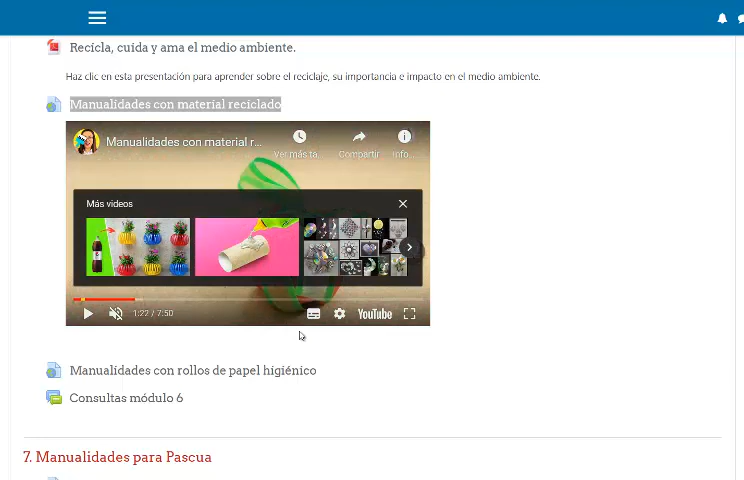 Recicla, cuida y ama el medio ambiente.
Haz clic en esta presentación para aprender sobre el reciclaje, su importancia e impacto en el medio ambiente.
Manualidades con material reciclado
Manualidades con material r...
Ver más ta...
Compartir
Info...
Más videos
1:22 / 7:50
YouTube
Manualidades con rollos de papel higiénico
Consultas módulo 6
7. Manualidades para Pascua